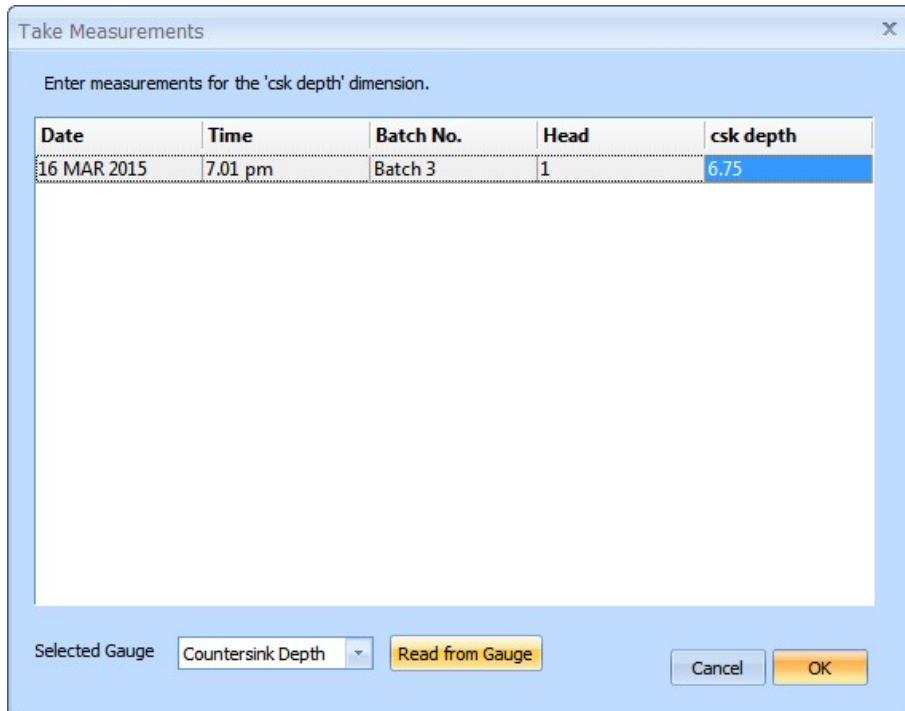 Take Measurements
x
Enter measurements for the 'csk depth' dimension.
Date Time Batch No. Head csk depth
16 MAR 2015 7.01 pm Batch 3 1 6.75
Selected Gauge Countersink Depth Read from Gauge
Cancel OK